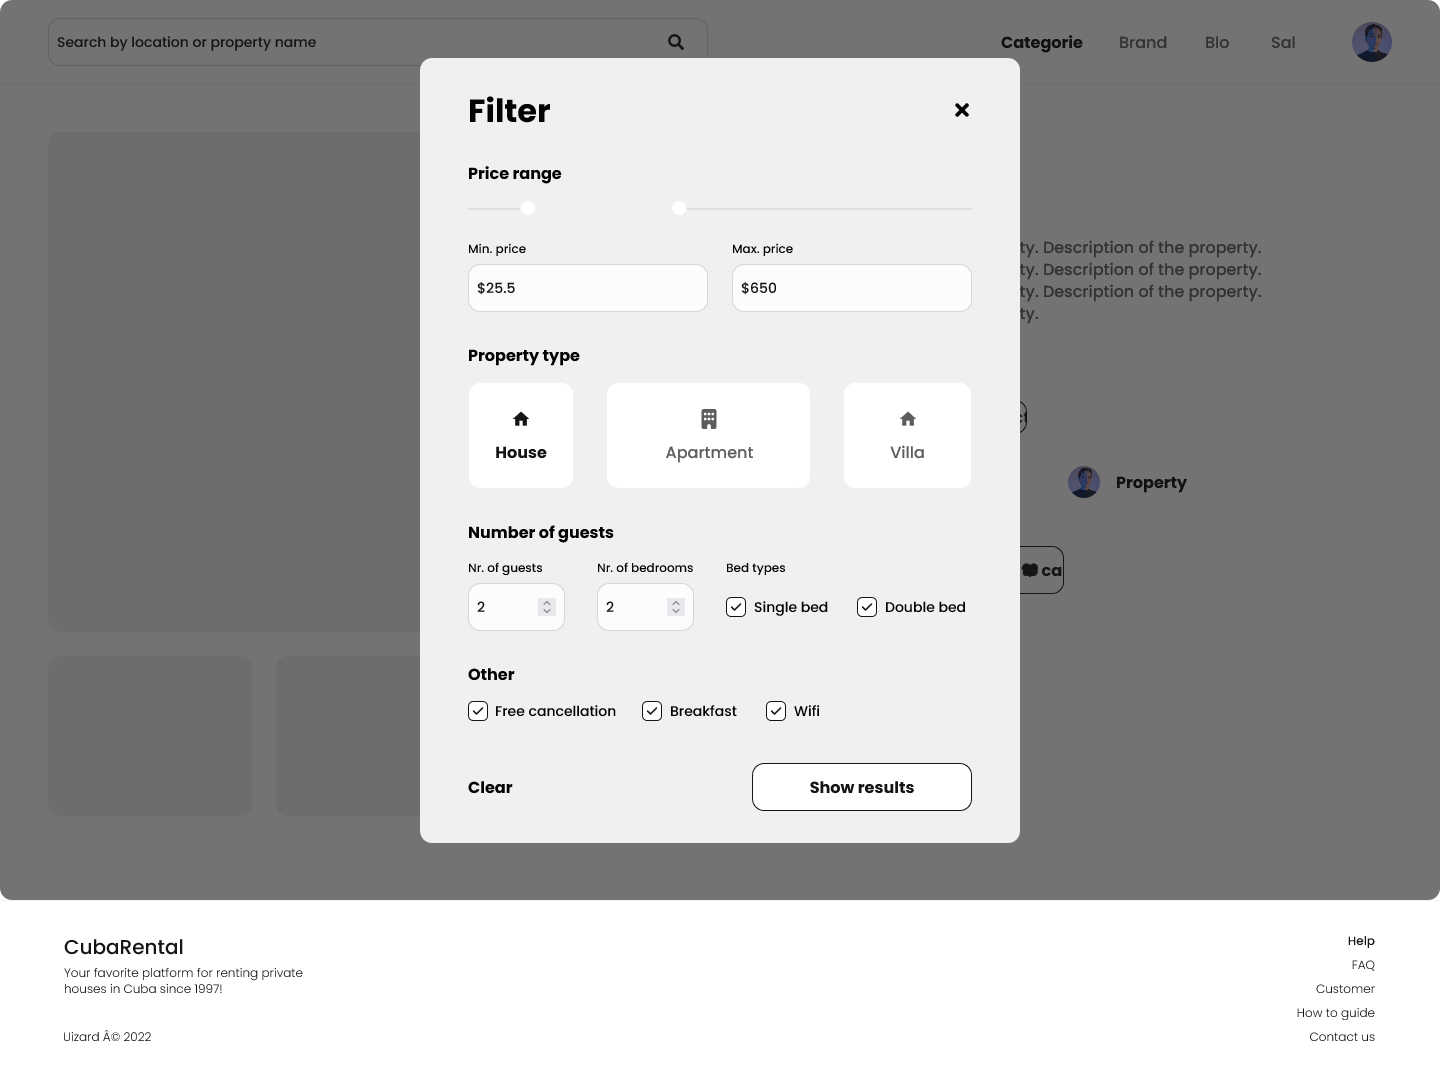 Search by location or property name
Categorie
Brand
Blo
Sal
Filter
Price range
Min. price
Max. price
$25.5
$650
ty. Description of the property.
ty. Description of the property.
ty. Description of the property.
ty.
Property type
House
Apartment
Villa
Property
Number of guests
Nr. of guests
Nr. of bedrooms
Bed types
2
2
Single bed
Double bed
ca
Other
Free cancellation
Breakfast
Wifi
Clear
Show results
CubaRental
Your favorite platform for renting private
houses in Cuba since 1997!
Uizard Â© 2022
Help
FAQ
Customer
How to guide
Contact us